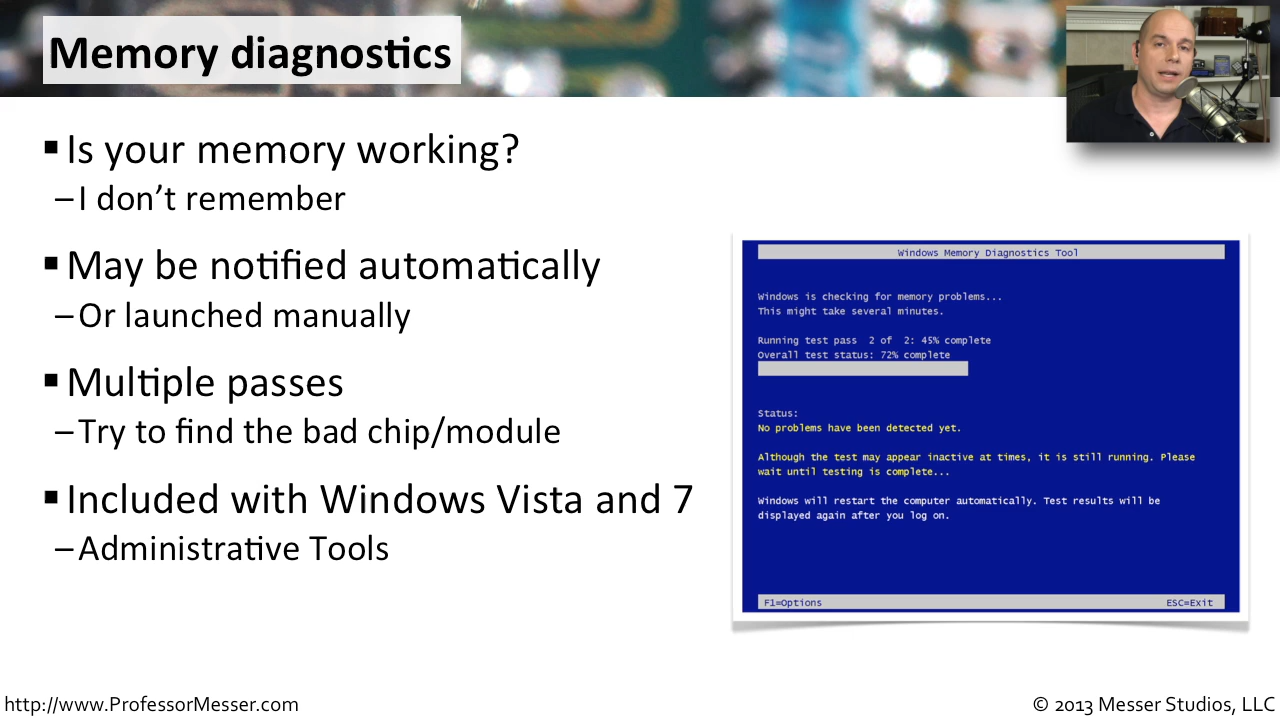 Memory diagnostics
▪ Is your memory working?
– I don’t remember
▪ May be notified automatically
– Or launched manually
▪ Multiple passes
– Try to find the bad chip/module
▪ Included with Windows Vista and 7
– Administrative Tools
Windows Memory Diagnostics Tool
Windows is checking for memory problems...
This might take several minutes.
Running test pass  2 of  2: 45% complete
Overall test status: 72% complete
Status:
No problems have been detected yet.
Although the test may appear inactive at times, it is still running. Please
wait until testing is complete...
Windows will restart the computer automatically. Test results will be
displayed again after you log on.
F1=Options
ESC=Exit
http://www.ProfessorMesser.com
© 2013 Messer Studios, LLC